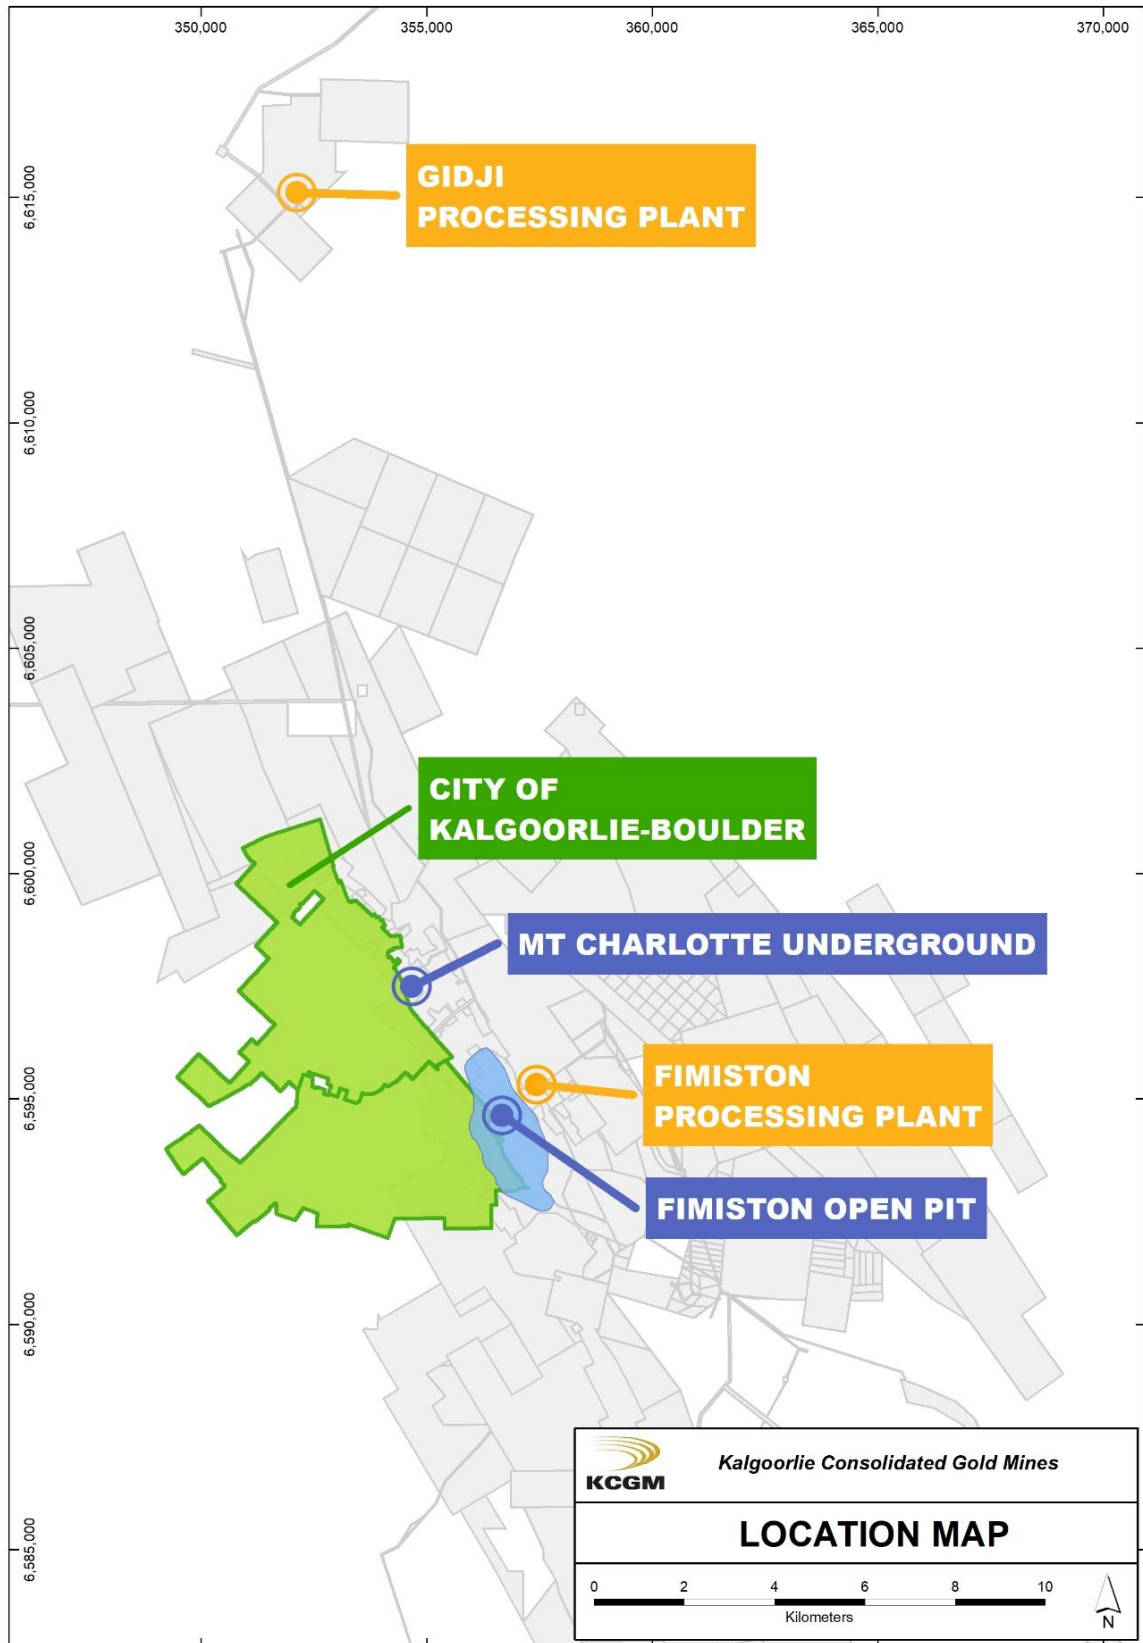 350,000
355,000
360,000
365,000
370,000
GIDJI
PROCESSING PLANT
6,615,000
6,610,000
6,605,000
CITY OF
KALGOORLIE-BOULDER
6,600,000
MT CHARLOTTE UNDERGROUND
FIMISTON
PROCESSING PLANT
6,595,000
FIMISTON OPEN PIT
6,590,000
6,585,000
KCGM
Kalgoorlie Consolidated Gold Mines
LOCATION MAP
0 2 4 6 8 10
Kilometers
N